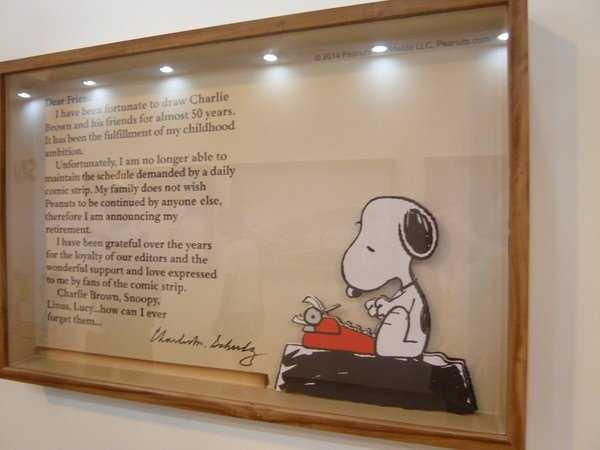 © 2014 Peanuts Worldwide LLC, Peanuts.com
Dear Friends
I have been fortunate to draw Charlie
Brown and his friends for almost 50 years.
It has been the fulfillment of my childhood
ambition.
Unfortunately, I am no longer able to
maintain the schedule demanded by a daily
comic strip. My family does not wish
Peanuts to be continued by anyone else,
therefore I am announcing my
retirement.
I have been grateful over the years
for the loyalty of our editors and the
wonderful support and love expressed
to me by fans of the comic strip.
Charlie Brown, Snoopy,
Linus, Lucy...how can I ever
forget them...
Charles M. Schulz